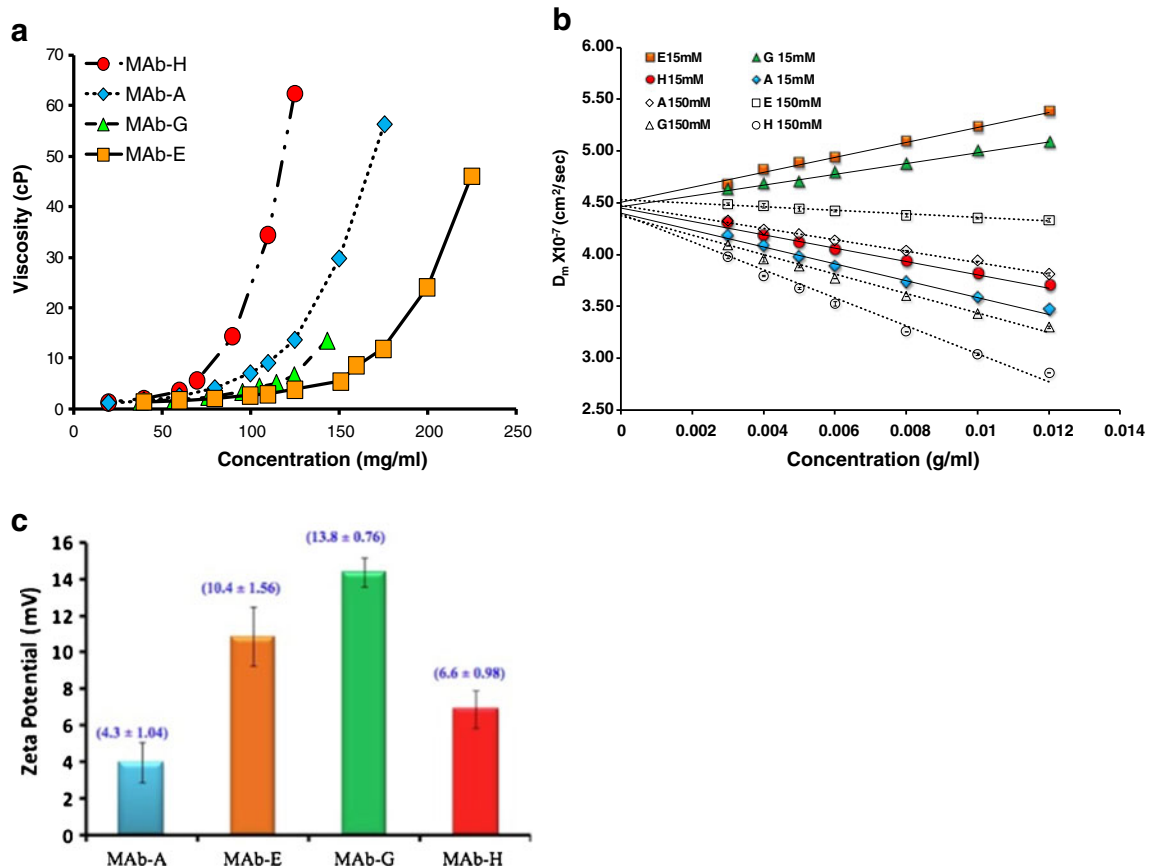 a
70
60
50
40
30
20
10
0
Viscosity (cP)
MAb-H
MAb-A
MAb-G
MAb-E
0 50 100 150 200 250
Concentration (mg/ml)
b
6.00
5.50
5.00
4.50
4.00
3.50
3.00
2.50
Dm X10-7 (cm2/sec)
E15mM G 15mM
H15mM A 15mM
A150mM E 150mM
G150mM H 150mM
0 0.002 0.004 0.006 0.008 0.01 0.012 0.014
Concentration (g/ml)
c
16
14
12
10
8
6
4
2
0
Zeta Potential (mV)
(4.3 ± 1.04)
(10.4 ± 1.56)
(13.8 ± 0.76)
(6.6 ± 0.98)
MAb-A MAb-E MAb-G MAb-H